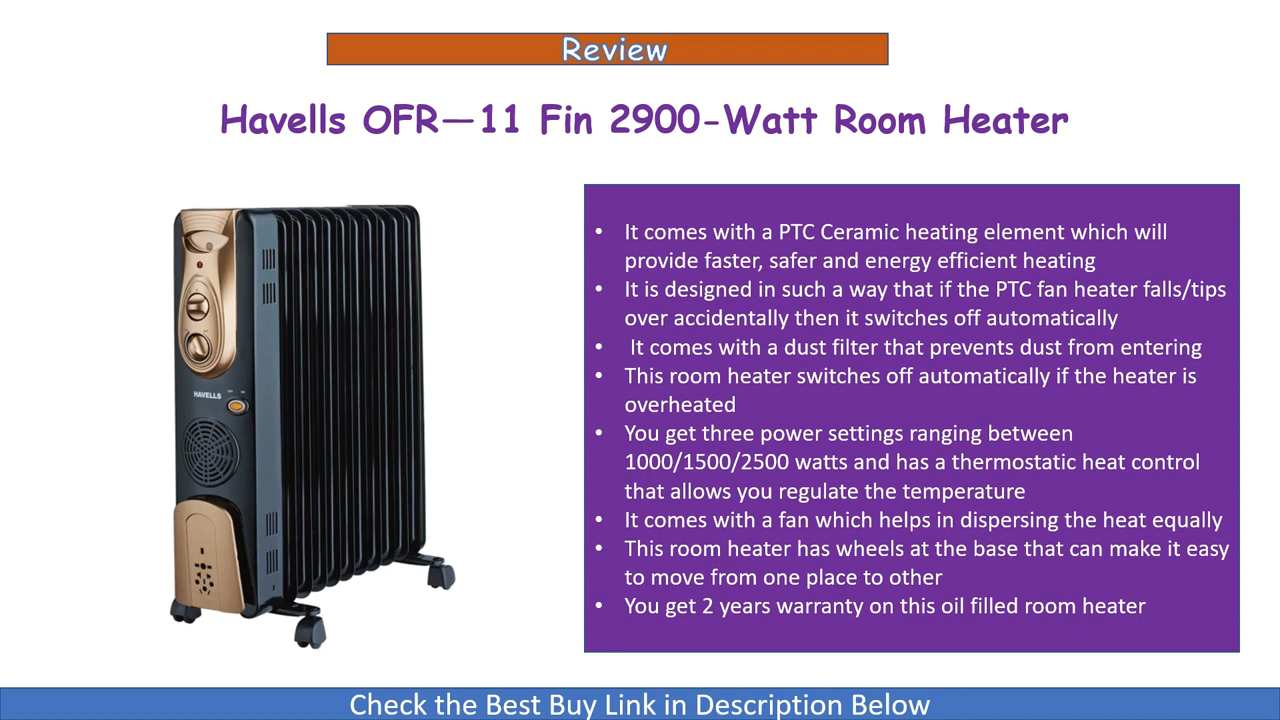 Review
Havells OFR—11 Fin 2900-Watt Room Heater
• It comes with a PTC Ceramic heating element which will
provide faster, safer and energy efficient heating
• It is designed in such a way that if the PTC fan heater falls/tips
over accidentally then it switches off automatically
• It comes with a dust filter that prevents dust from entering
• This room heater switches off automatically if the heater is
overheated
• You get three power settings ranging between
1000/1500/2500 watts and has a thermostatic heat control
that allows you regulate the temperature
• It comes with a fan which helps in dispersing the heat equally
• This room heater has wheels at the base that can make it easy
to move from one place to other
• You get 2 years warranty on this oil filled room heater
HAVELLS
Check the Best Buy Link in Description Below